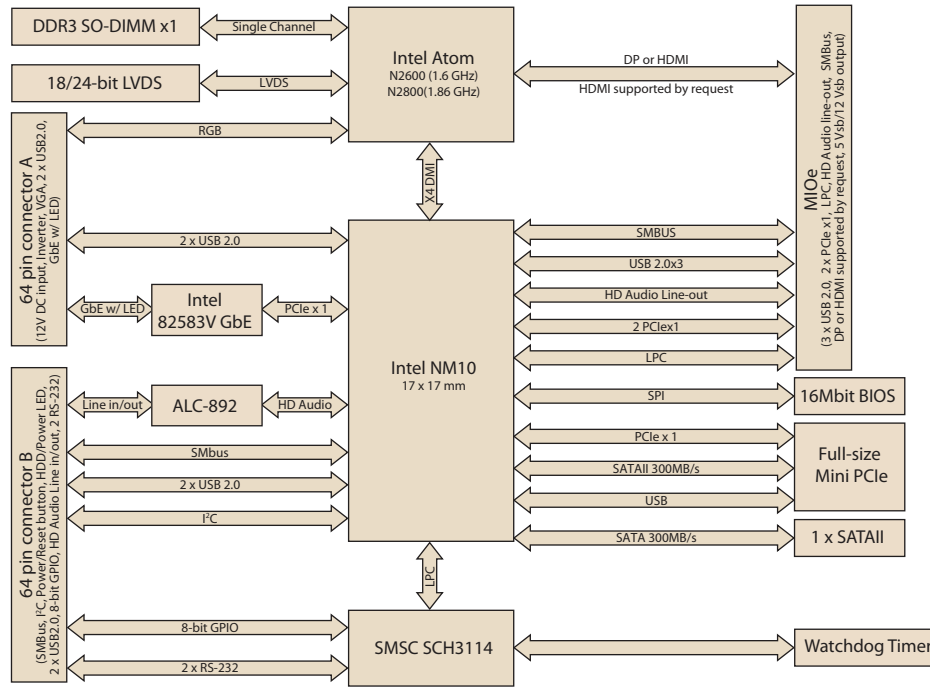 DDR3 SO-DIMM x1
Single Channel
Intel Atom
N2600 (1.6 GHz)
N2800(1.86 GHz)
DP or HDMI
HDMI supported by request
18/24-bit LVDS
LVDS
RGB
X4 DMI
64 pin connector A
(12V DC input, Inverter, VGA, 2 x USB2.0,
GbE w/ LED)
2 x USB 2.0
GbE w/ LED
Intel
82583V GbE
PCIe x 1
Intel NM10
17 x 17 mm
MIOe
(3 x USB 2.0, 2 x PCIe x1, LPC, HD Audio line-out, SMBus,
DP or HDMI supported by request, 5 Vsb/12 Vsb output)
SMBUS
USB 2.0x3
HD Audio Line-out
2 PCIex1
LPC
SPI
16Mbit BIOS
PCIe x 1
SATAII 300MB/s
USB
Full-size
Mini PCIe
SATA 300MB/s
1 x SATAII
64 pin connector B
(SMBus, I²C, Power/Reset button, HDD/Power LED,
2 x USB2.0, 8-bit GPIO, HD Audio Line in/out, 2 RS-232)
Line in/out
ALC-892
HD Audio
SMbus
2 x USB 2.0
I²C
LPC
8-bit GPIO
2 x RS-232
SMSC SCH3114
Watchdog Timer